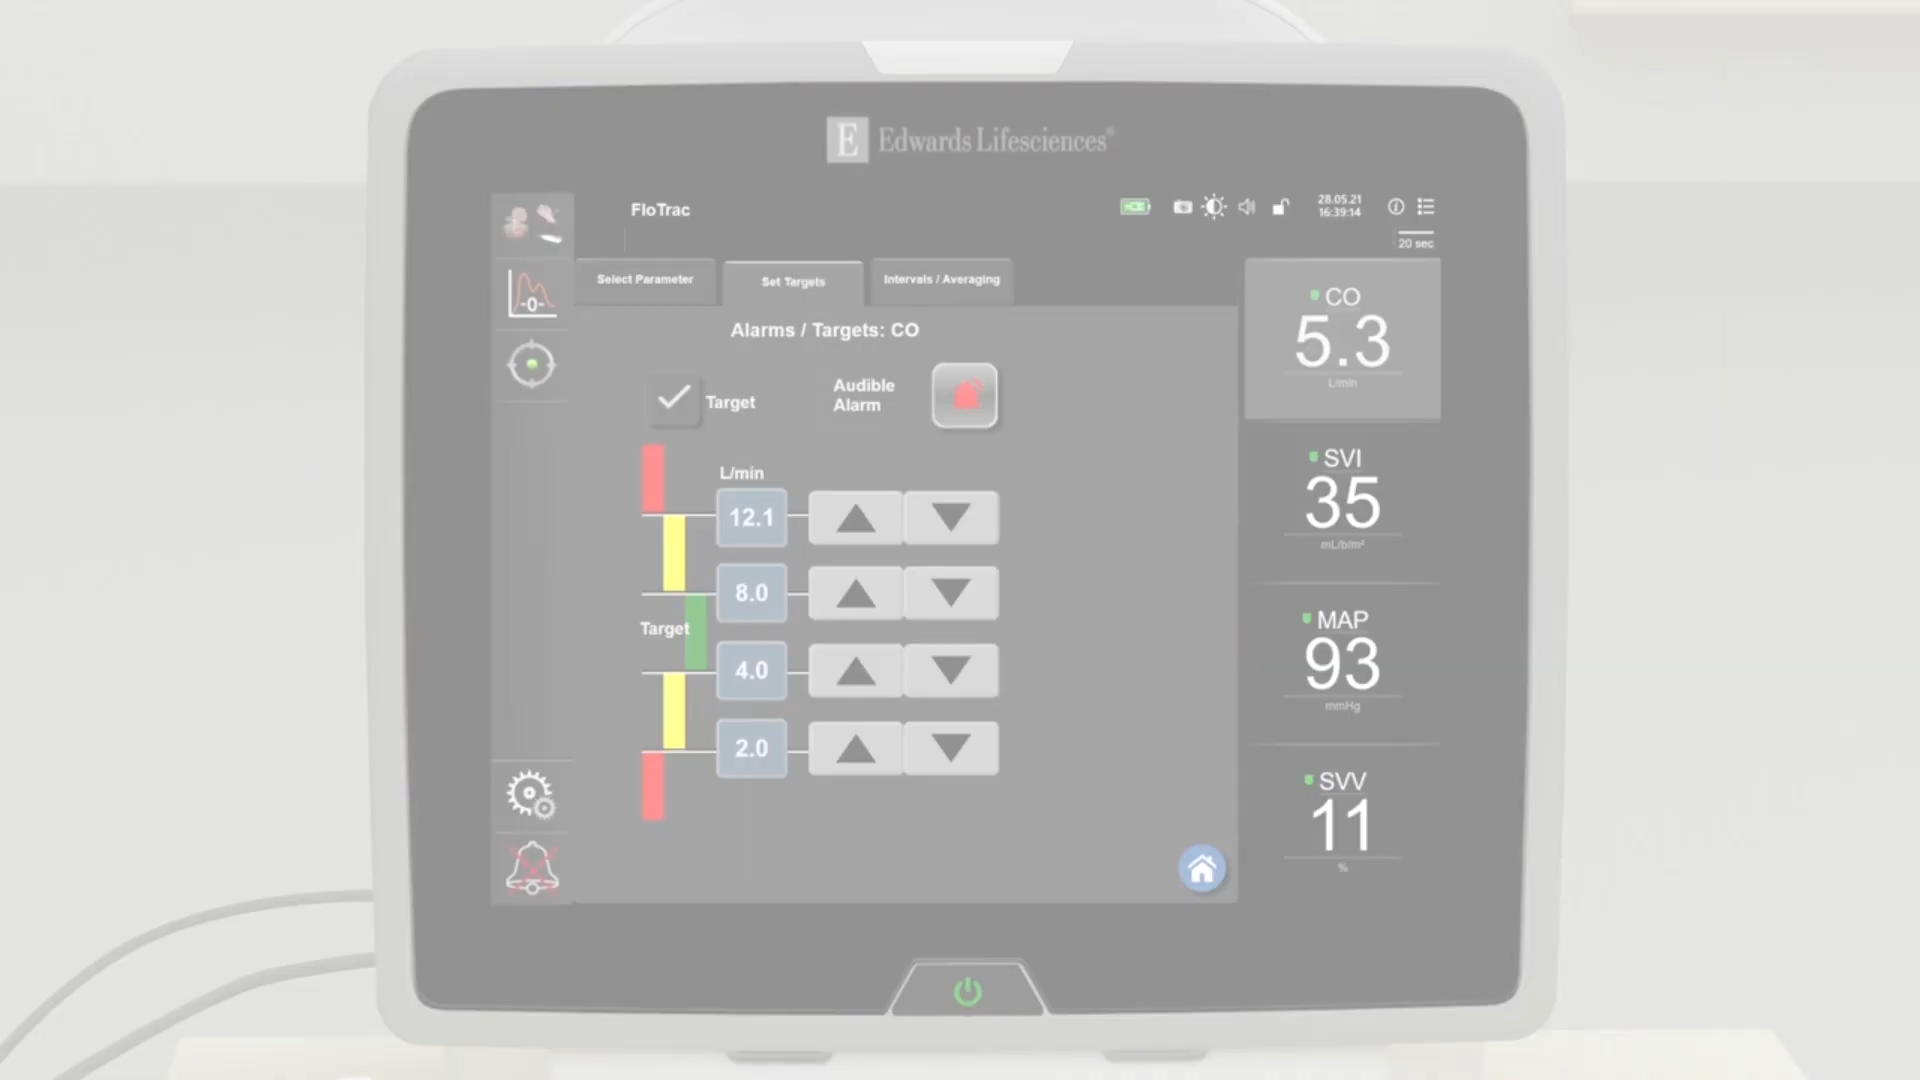 E Edwards Lifesciences®
FloTrac
28.05.21
16:39:14
20 sec
Select Parameter
Set Targets
Intervals / Averaging
Alarms / Targets: CO
Target
Audible
Alarm
L/min
12.1
8.0
Target
4.0
2.0
-0-
CO
5.3
L/min
SVI
35
mL/b/m²
MAP
93
mmHg
SVV
11
%